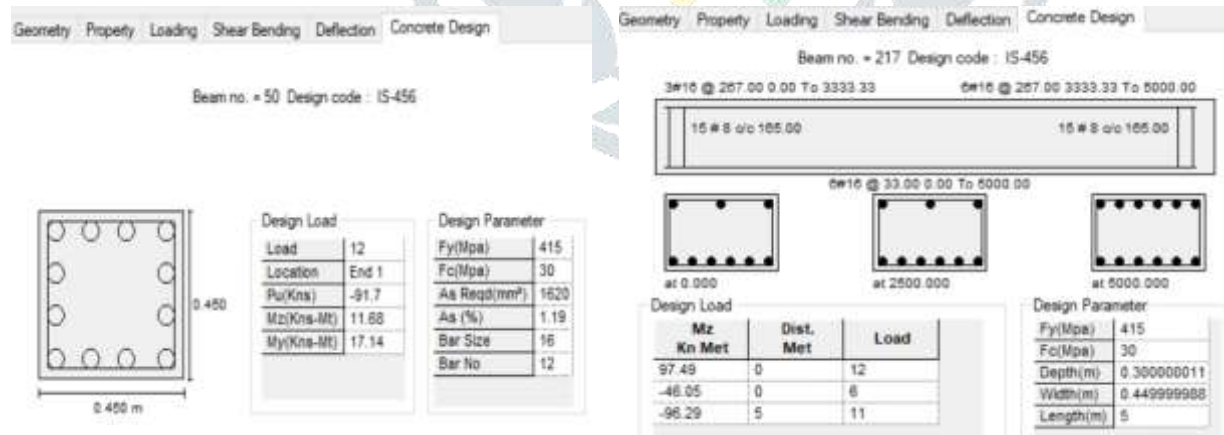 Geometry Property Loading Shear Bending Deflection Concrete Design
Beam no. = 50 Design code : IS-456
0.450
0.450 m
Design Load
Load 12
Location End 1
Pu(Kns) -91.7
Mz(Kns-Mt) 11.68
My(Kns-Mt) 17.14
Design Parameter
Fy(Mpa) 415
Fc(Mpa) 30
As Reqd(mm²) 1620
As (%) 1.19
Bar Size 16
Bar No 12
Geometry Property Loading Shear Bending Deflection Concrete Design
Beam no. = 217 Design code : IS-456
3#16 @ 267.00 0.00 To 3333.33 6#16 @ 267.00 3333.33 To 5000.00
15 # 8 c/c 165.00 15 # 8 c/c 165.00
6#16 @ 33.00 0.00 To 5000.00
at 0.000 at 2500.000 at 5000.000
Design Load
Mz Dist. Load
Kn Met Met
97.49 0 12
-46.05 0 6
-96.29 5 11
Design Parameter
Fy(Mpa) 415
Fc(Mpa) 30
Depth(m) 0.300000011
Width(m) 0.449999988
Length(m) 5